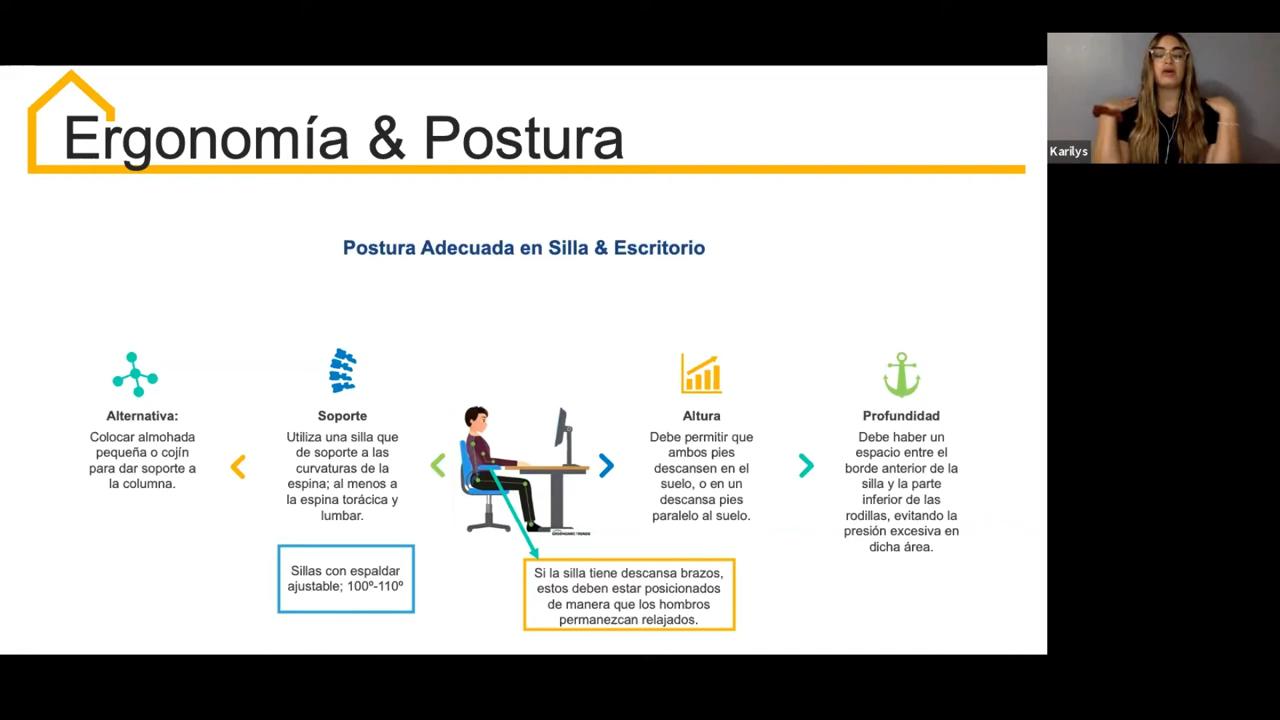 Ergonomía & Postura
Karilys
Postura Adecuada en Silla & Escritorio
Alternativa:
Colocar almohada
pequeña o cojín
para dar soporte a
la columna.
Soporte
Utiliza una silla que
de soporte a las
curvaturas de la
espina; al menos a
la espina torácica y
lumbar.
Sillas con espaldar
ajustable; 100º-110º
ERGONOMIC TRENDS
Si la silla tiene descansa brazos,
estos deben estar posicionados
de manera que los hombros
permanezcan relajados.
Altura
Debe permitir que
ambos pies
descansen en el
suelo, o en un
descansa pies
paralelo al suelo.
Profundidad
Debe haber un
espacio entre el
borde anterior de la
silla y la parte
inferior de las
rodillas, evitando la
presión excesiva en
dicha área.